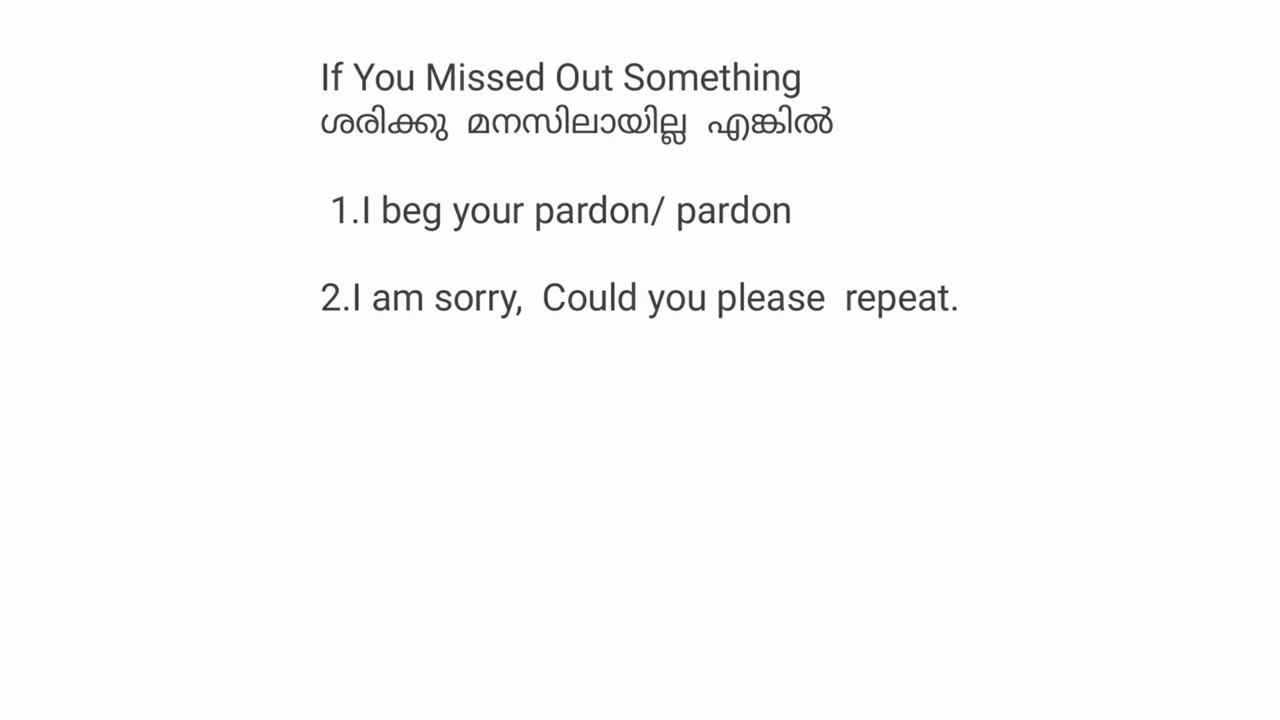 If You Missed Out Something
ശരിക്കു മനസിലായില്ല എങ്കിൽ
1.I beg your pardon/ pardon
2.I am sorry, Could you please repeat.